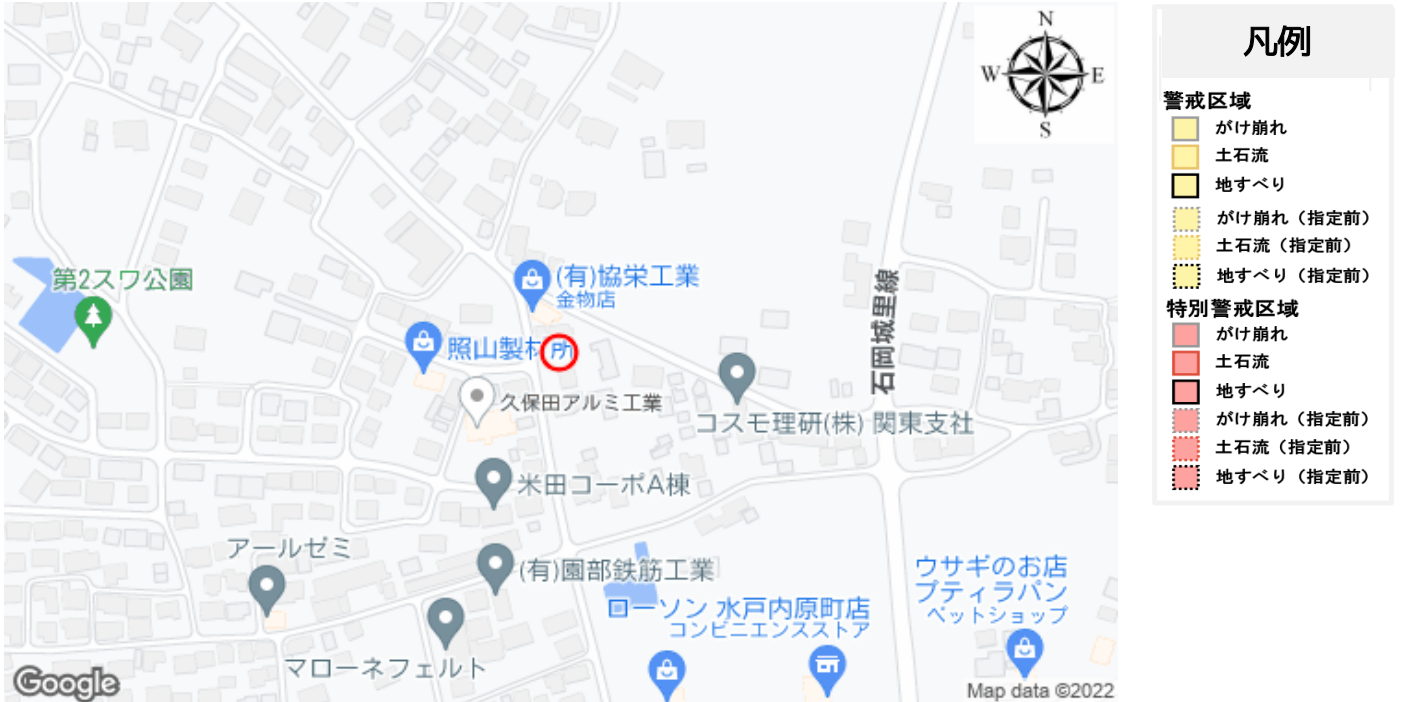 N
W E
S
第2スワ公園
(有)協栄工業
金物店
照山製材所
久保田アルミ工業
石岡城里線
コスモ理研(株) 関東支社
米田コーポA棟
アールゼミ
(有)園部鉄筋工業
ウサギのお店
プティラパン
ペットショップ
ローソン 水戸内原町店
コンビニエンスストア
マローネフェルト
Google
Map data ©2022
凡例
警戒区域
がけ崩れ
土石流
地すべり
がけ崩れ（指定前）
土石流（指定前）
地すべり（指定前）
特別警戒区域
がけ崩れ
土石流
地すべり
がけ崩れ（指定前）
土石流（指定前）
地すべり（指定前）